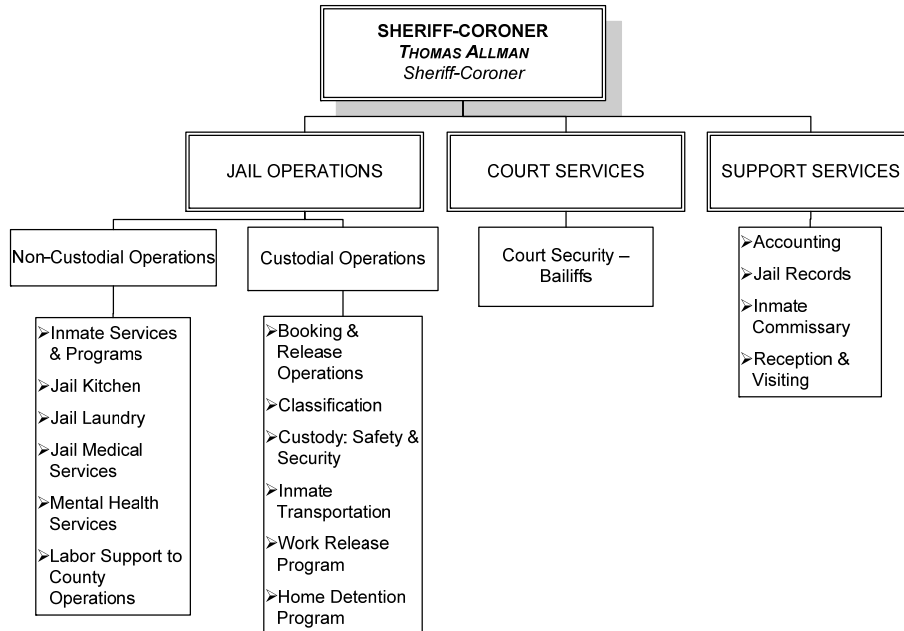 SHERIFF-CORONER
THOMAS ALLMAN
Sheriff-Coroner
JAIL OPERATIONS
COURT SERVICES
SUPPORT SERVICES
Non-Custodial Operations
Custodial Operations
Court Security –
Bailiffs
➢Accounting
➢Jail Records
➢Inmate
Commissary
➢Reception &
Visiting
➢Inmate Services
& Programs
➢Jail Kitchen
➢Jail Laundry
➢Jail Medical
Services
➢Mental Health
Services
➢Labor Support to
County
Operations
➢Booking &
Release
Operations
➢Classification
➢Custody: Safety &
Security
➢Inmate
Transportation
➢Work Release
Program
➢Home Detention
Program